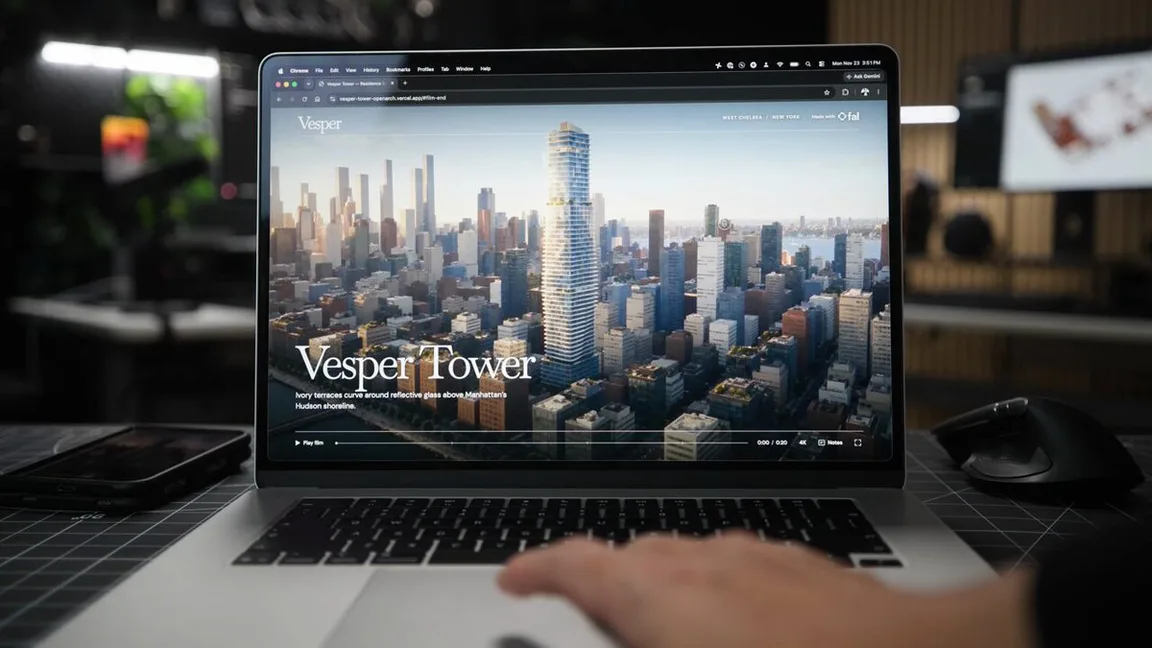 Chrome File Edit View History Bookmarks Profiles Tab Window Help
Mon Nov 23 3:51 PM
Vesper Tower — Residence
Ask Gemini
vesper-tower-openarch.vercel.app/#film-end
Vesper
WEST CHELSEA / NEW YORK
Made with fal
Vesper Tower
Ivory terraces curve around reflective glass above Manhattan's
Hudson shoreline.
Play film
0:00 / 0:20 4K Notes